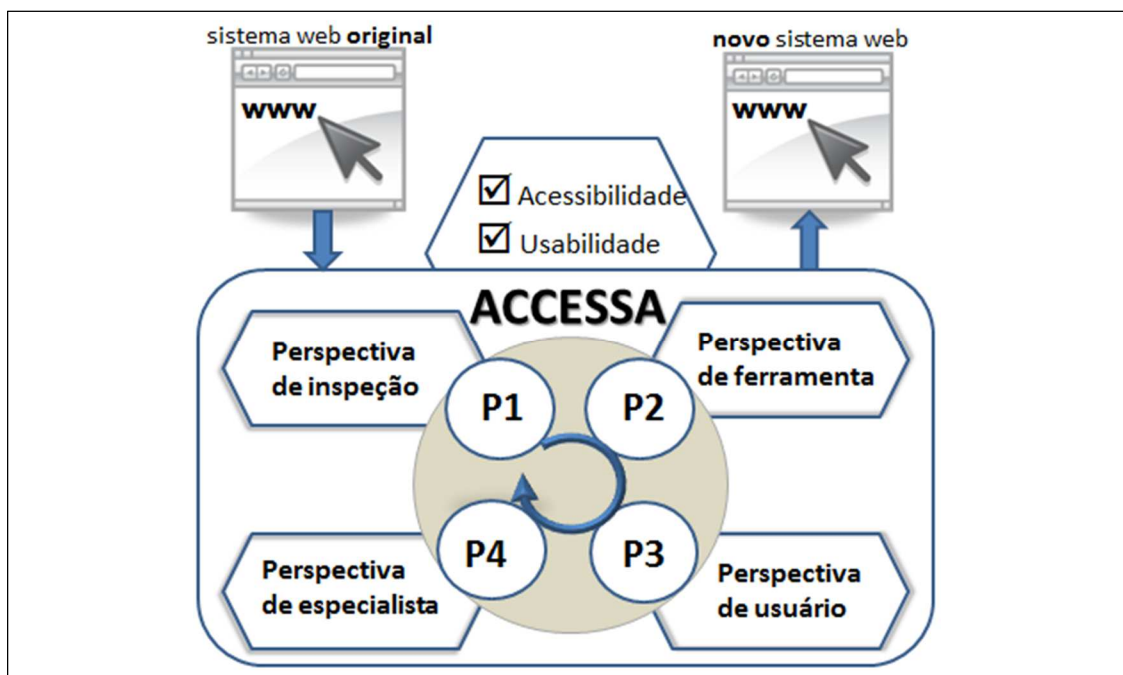 sistema web original
novo sistema web
www
www
☑ Acessibilidade
☑ Usabilidade
ACCESSA
Perspectiva
de inspeção
Perspectiva
de ferramenta
P1
P2
P4
P3
Perspectiva
de especialista
Perspectiva
de usuário